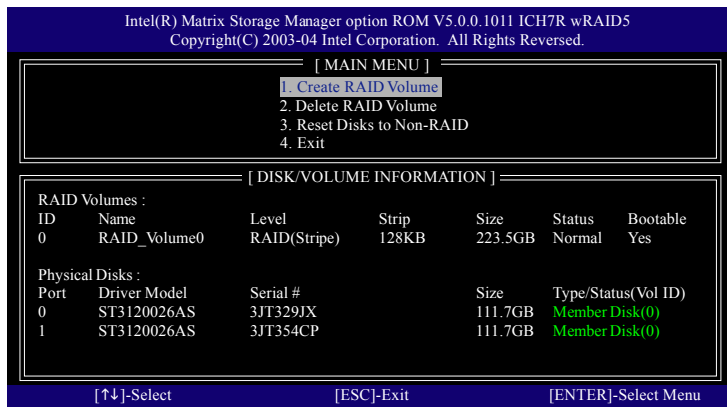 Intel(R) Matrix Storage Manager option ROM V5.0.0.1011 ICH7R wRAID5
Copyright(C) 2003-04 Intel Corporation. All Rights Reversed.
[ MAIN MENU ]
1. Create RAID Volume
2. Delete RAID Volume
3. Reset Disks to Non-RAID
4. Exit
[ DISK/VOLUME INFORMATION ]
RAID Volumes :
ID Name Level Strip Size Status Bootable
0 RAID_Volume0 RAID(Stripe) 128KB 223.5GB Normal Yes
Physical Disks :
Port Driver Model Serial # Size Type/Status(Vol ID)
0 ST3120026AS 3JT329JX 111.7GB Member Disk(0)
1 ST3120026AS 3JT354CP 111.7GB Member Disk(0)
[↑↓]-Select [ESC]-Exit [ENTER]-Select Menu